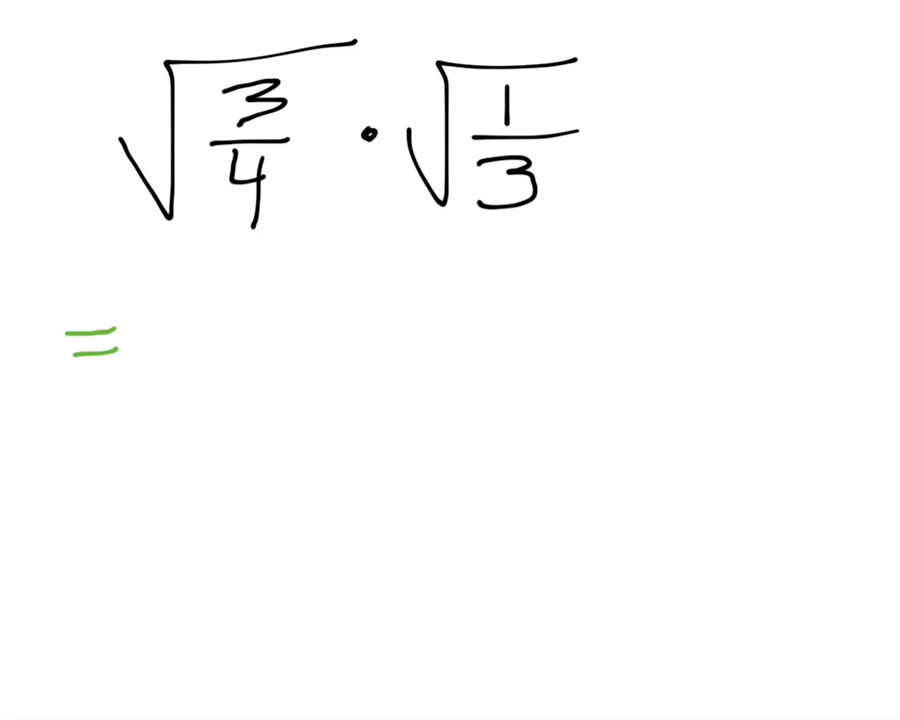 √(3/4) · √(1/3)
=